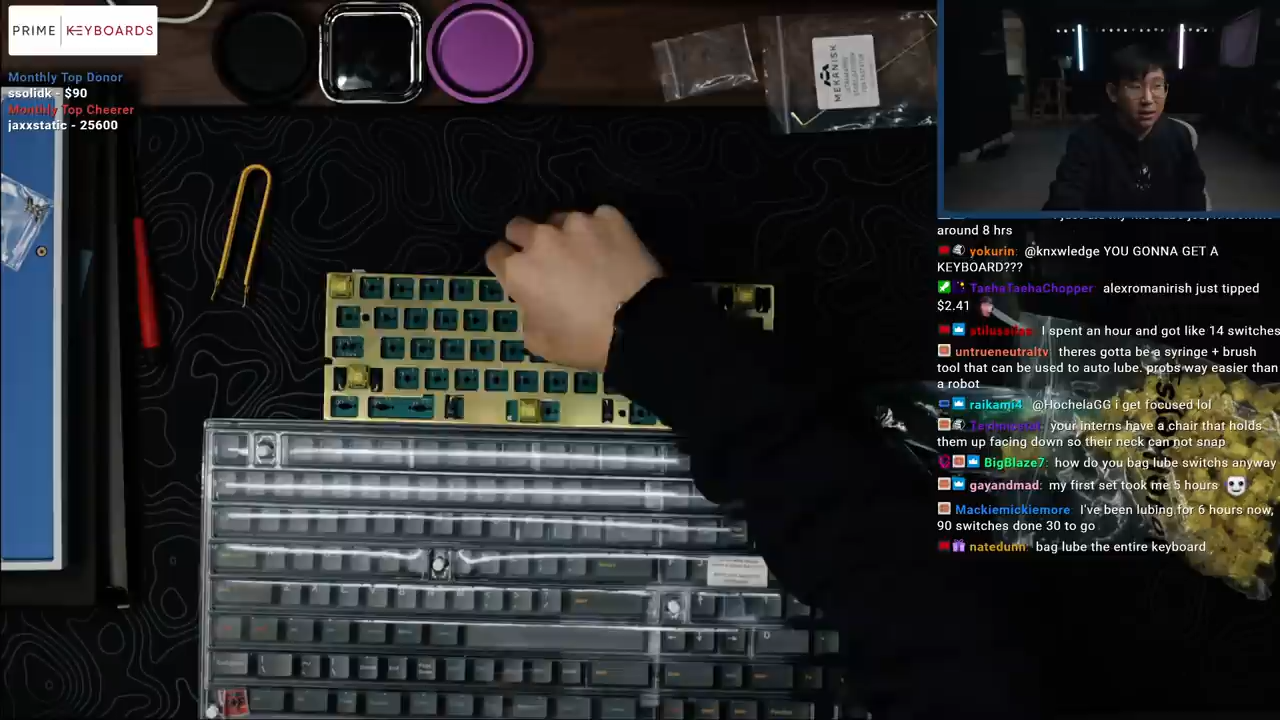 PRIME | KEYBOARDS
Monthly Top Donor
ssolidk - $90
Monthly Top Cheerer
jaxxstatic - 25600
MEKANISK
around 8 hrs
yokurin: @knxwledge YOU GONNA GET A
KEYBOARD???
TaehaTaehaChopper: alexromanirish just tipped
$2.41
I spent an hour and got like 14 switches
untrueneutraltv: theres gotta be a syringe + brush
tool that can be used to auto lube. probs way easier than
a robot
raikami4: @HochelaGG i get focused lol
your interns have a chair that holds
them up facing down so their neck can not snap
BigBlaze7: how do you bag lube switchs anyway
gayandmad: my first set took me 5 hours
Mackiemickiemore: I've been lubing for 6 hours now,
90 switches done 30 to go
natedunn: bag lube the entire keyboard